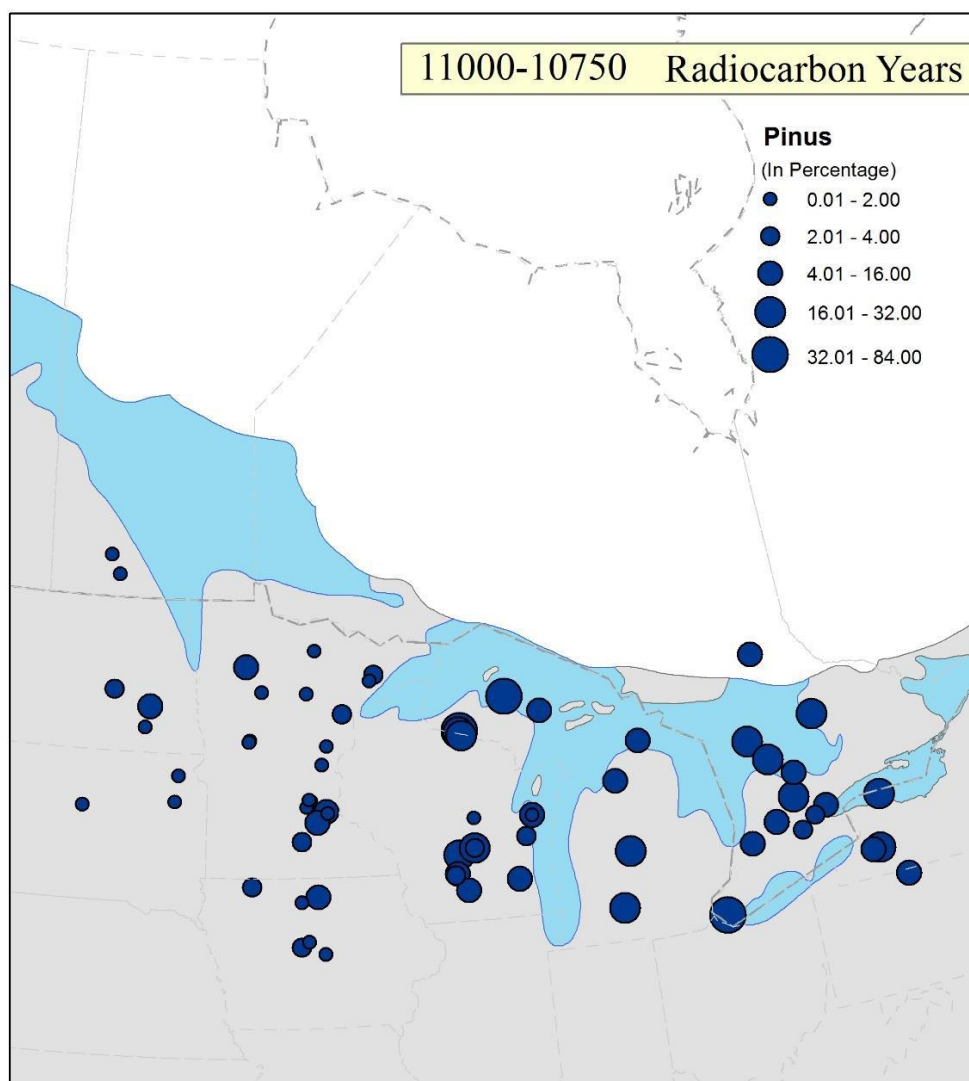 11000-10750 Radiocarbon Years
Pinus
(In Percentage)
0.01 - 2.00
2.01 - 4.00
4.01 - 16.00
16.01 - 32.00
32.01 - 84.00